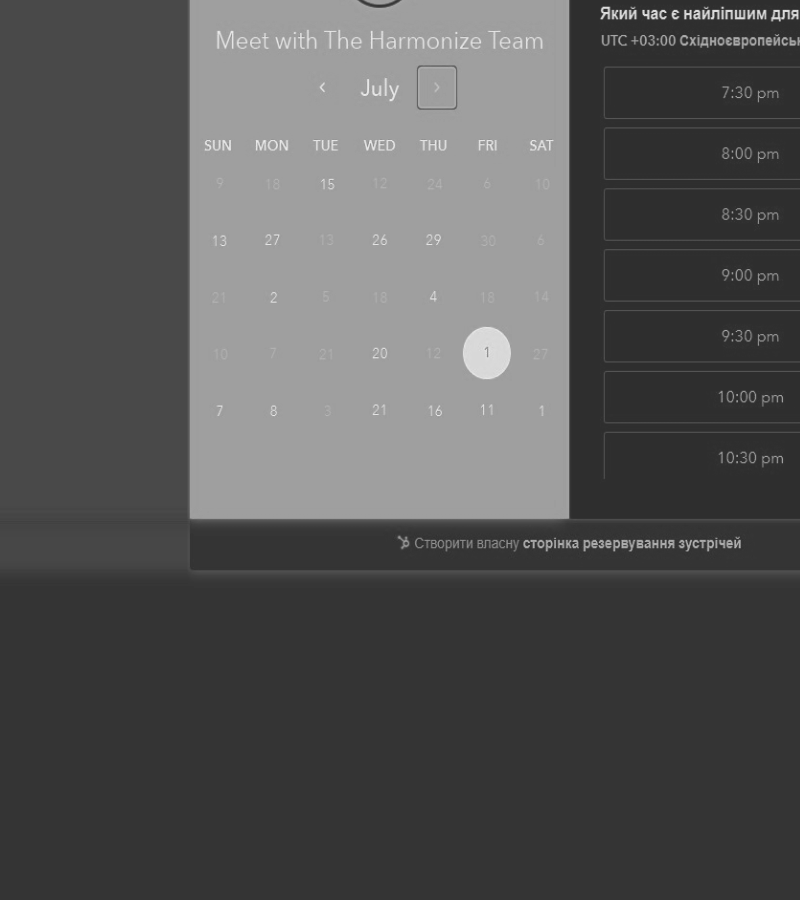 Meet with The Harmonize Team
July
SUN MON TUE WED THU FRI SAT
9 18 15 12 24 6 10
13 27 13 26 29 30 6
21 2 5 18 4 18 14
10 7 21 20 12 1 27
7 8 3 21 16 11 1
Який час є найліпшим для
UTC +03:00 Східноєвропейськ
7:30 pm
8:00 pm
8:30 pm
9:00 pm
9:30 pm
10:00 pm
10:30 pm
Створити власну сторінка резервування зустрічей